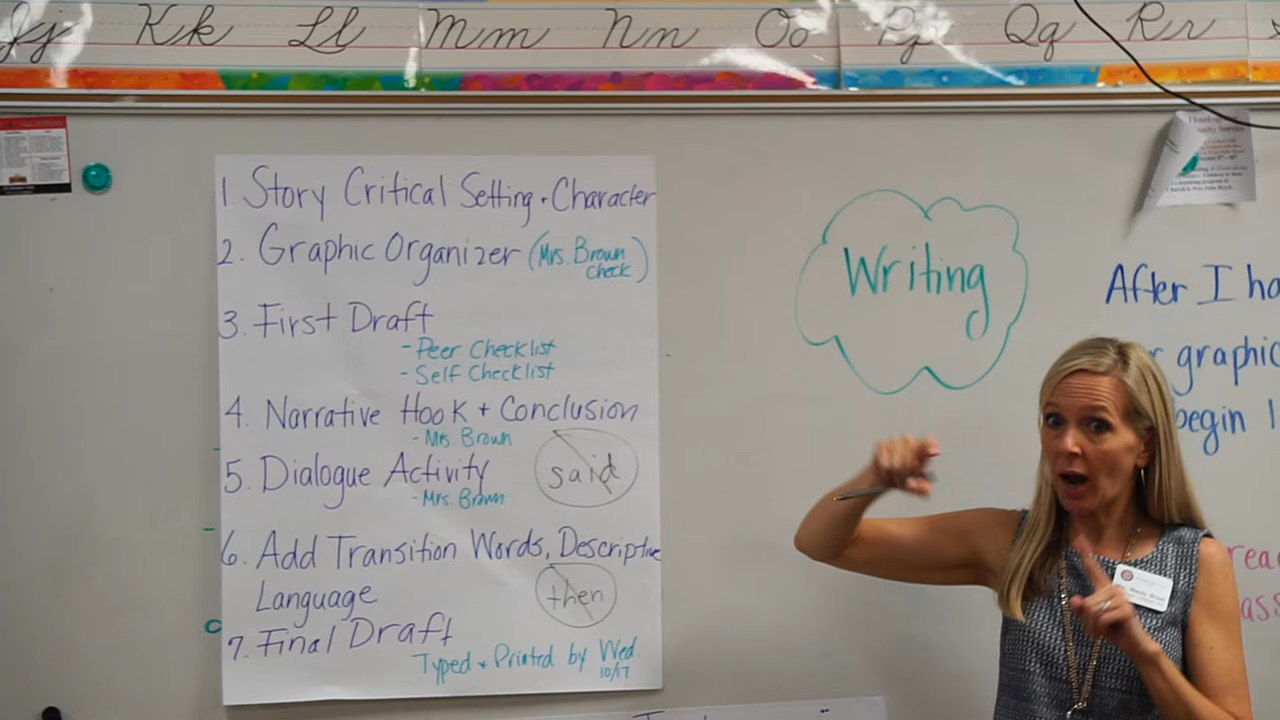 Jj Kk Ll Mm Nn Oo Pp Qq Rr
1 Story Critical Setting + Character
2. Graphic Organizer (Mrs. Brown
check)
3. First Draft
- Peer Checklist
- Self Checklist
4. Narrative Hook + Conclusion
- Mrs. Brown
5. Dialogue Activity
said
- Mrs. Brown
6. Add Transition Words, Descriptive
Language
then
7. Final Draft
Typed + Printed by Wed.
10/17
Writing
After I ha
r graphic
begin